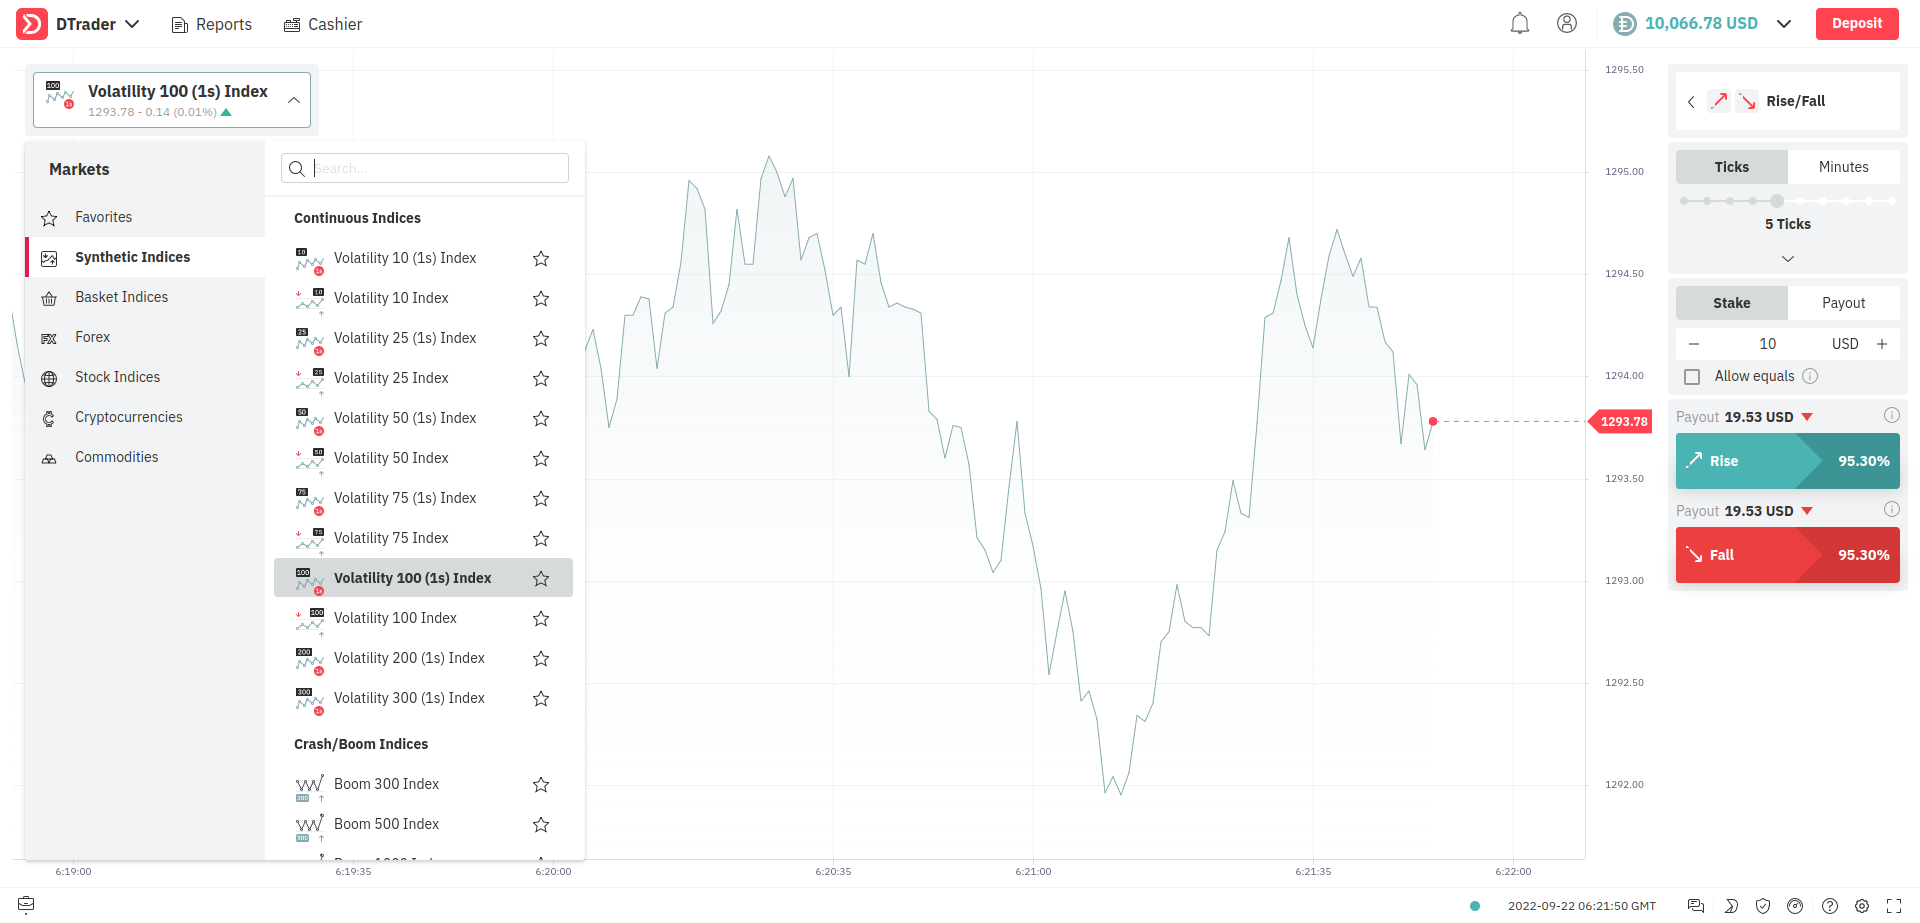 DTrader
Reports
Cashier
10,066.78 USD
Deposit
Volatility 100 (1s) Index
1293.78 - 0.14 (0.01%)
Markets
Favorites
Synthetic Indices
Basket Indices
Forex
Stock Indices
Cryptocurrencies
Commodities
Search...
Continuous Indices
Volatility 10 (1s) Index
Volatility 10 Index
Volatility 25 (1s) Index
Volatility 25 Index
Volatility 50 (1s) Index
Volatility 50 Index
Volatility 75 (1s) Index
Volatility 75 Index
Volatility 100 (1s) Index
Volatility 100 Index
Volatility 200 (1s) Index
Volatility 300 (1s) Index
Crash/Boom Indices
Boom 300 Index
Boom 500 Index
1295.50
1295.00
1294.50
1294.00
1293.78
1293.50
1293.00
1292.50
1292.00
6:19:00
6:19:35
6:20:00
6:20:35
6:21:00
6:21:35
6:22:00
Rise/Fall
Ticks
Minutes
5 Ticks
Stake
Payout
10
USD
Allow equals
Payout 19.53 USD
Rise
95.30%
Payout 19.53 USD
Fall
95.30%
2022-09-22 06:21:50 GMT